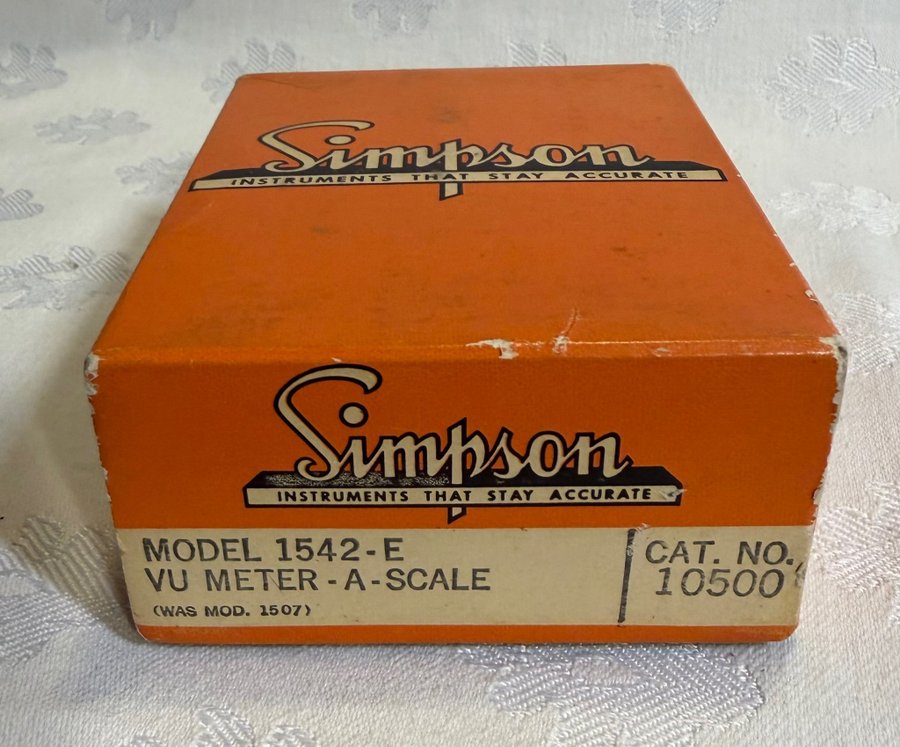 Simpson
INSTRUMENTS THAT STAY ACCURATE
Simpson
INSTRUMENTS THAT STAY ACCURATE
MODEL 1542-E
VU METER -A-SCALE
(WAS MOD. 1507)
CAT. NO.
10500